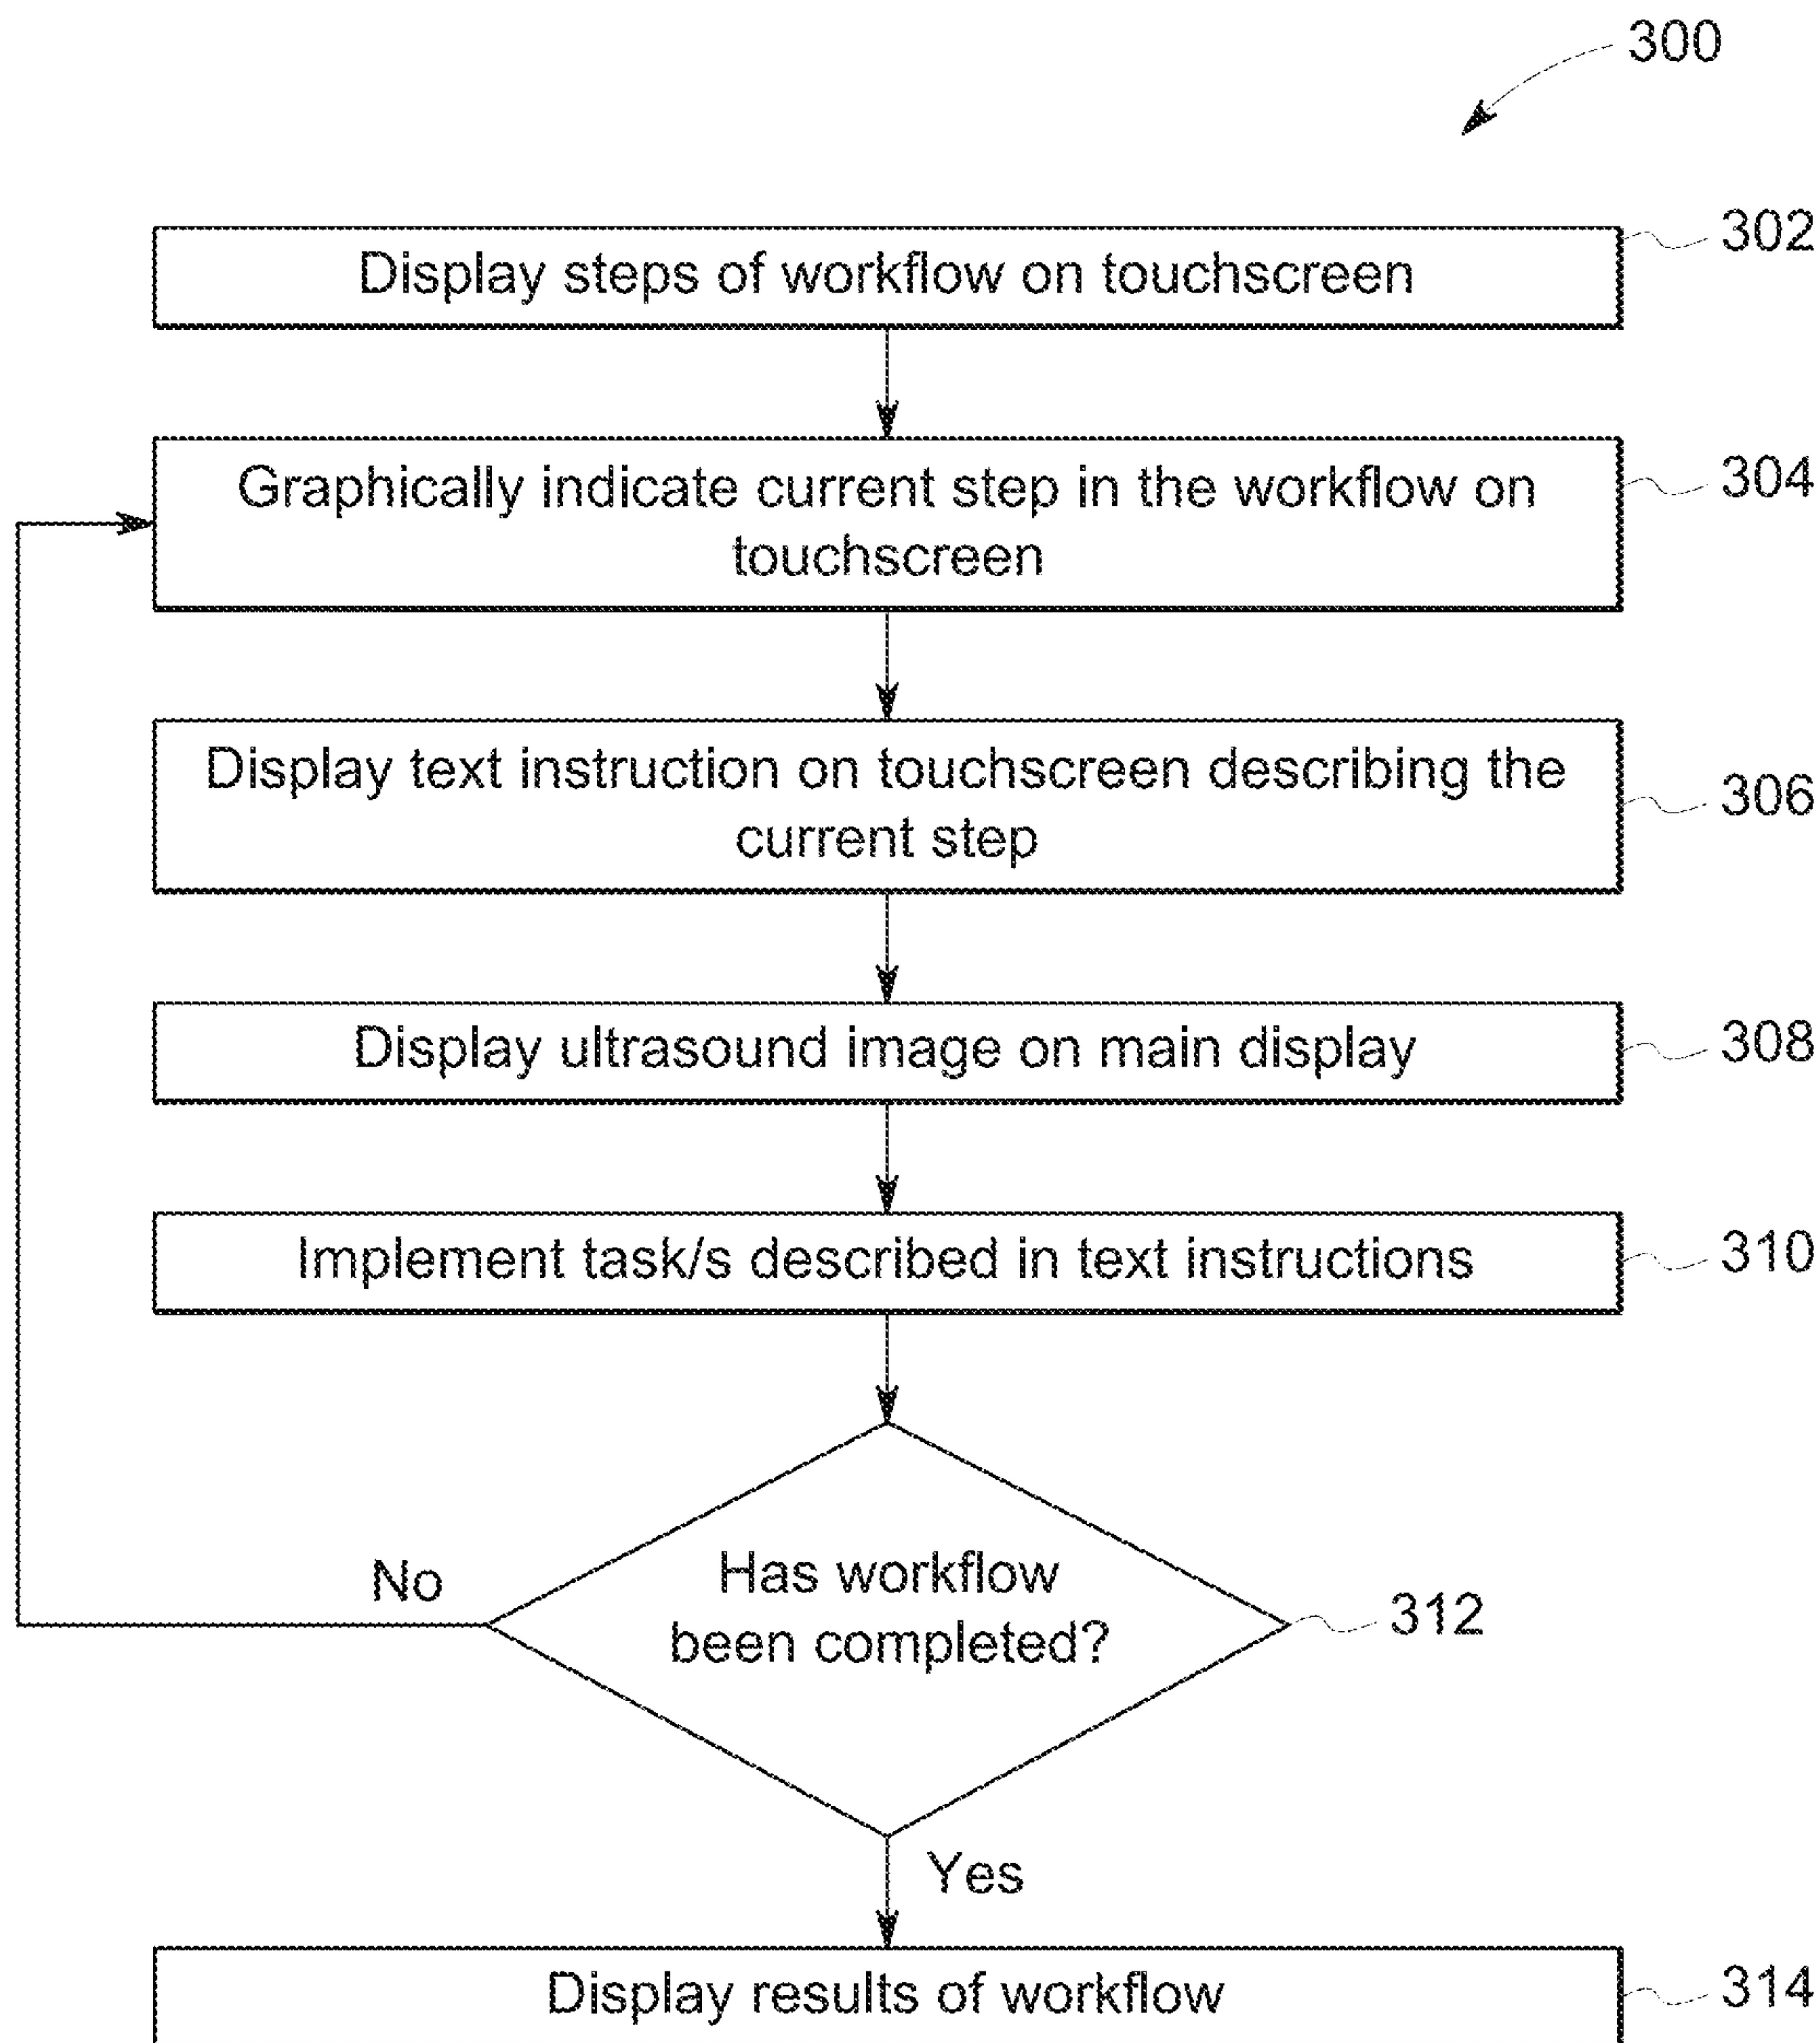 300
Display steps of workflow on touchscreen
302
Graphically indicate current step in the workflow on
touchscreen
304
Display text instruction on touchscreen describing the
current step
306
Display ultrasound image on main display
308
Implement task/s described in text instructions
310
Has workflow
been completed?
312
No
Yes
Display results of workflow
314